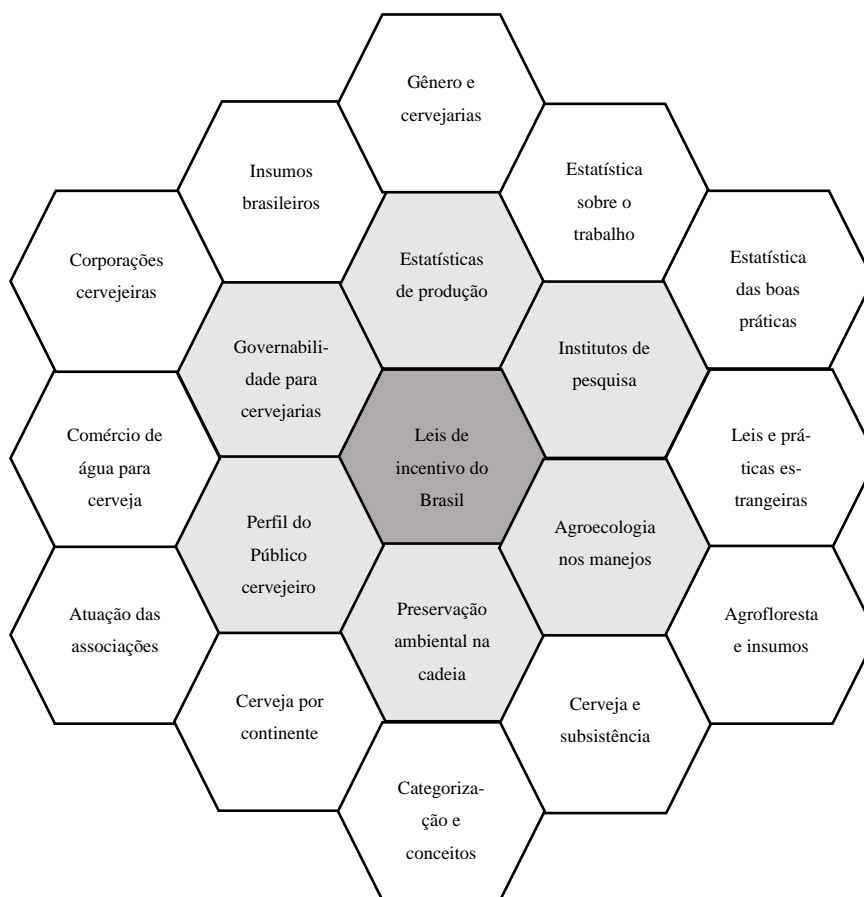 Gênero e
cervejarias
Insumos
brasileiros
Estatística
sobre o
trabalho
Corporações
cervejeiras
Estatísticas
de produção
Estatística
das boas
práticas
Governabili-
dade para
cervejarias
Institutos de
pesquisa
Comércio de
água para
cerveja
Leis de
incentivo do
Brasil
Leis e prá-
ticas es-
trangeiras
Perfil do
Público
cervejeiro
Agroecologia
nos manejos
Atuação das
associações
Preservação
ambiental na
cadeia
Agrofloresta
e insumos
Cerveja por
continente
Cerveja e
subsistência
Categoriza-
ção e
conceitos